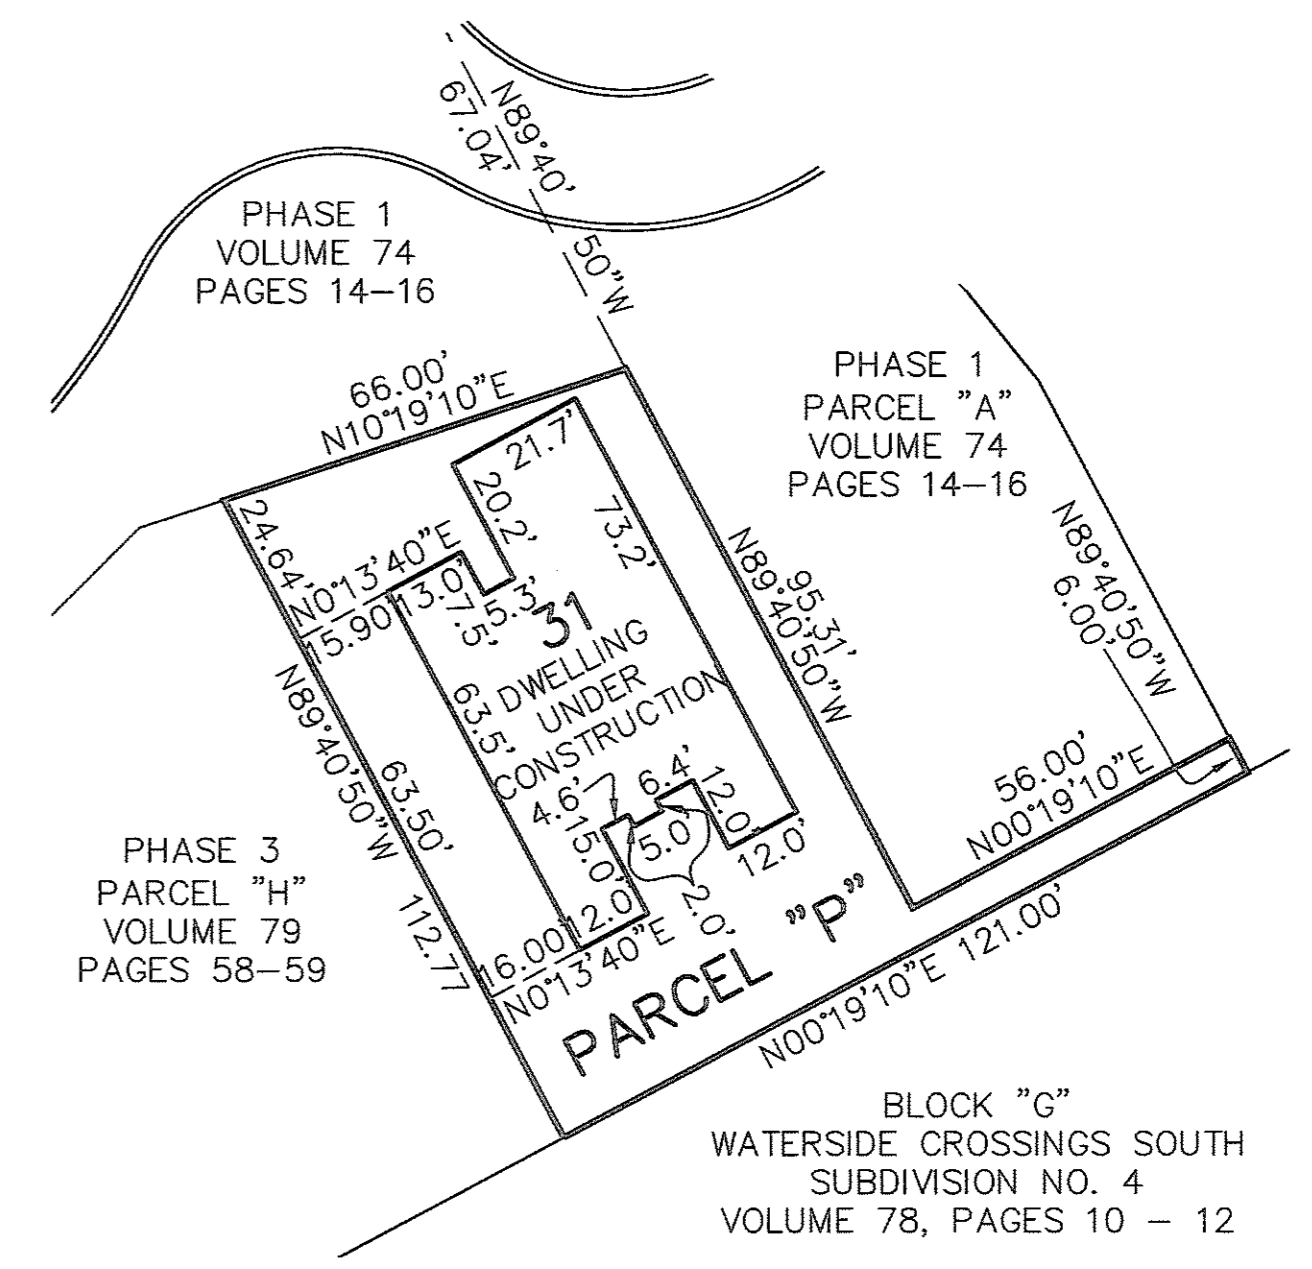 N89°40'
50"W
67.04'
PHASE 1
VOLUME 74
PAGES 14–16
66.00'
N10°19'10"E
PHASE 1
PARCEL "A"
VOLUME 74
PAGES 14–16
21.7'
20.2'
73.2'
24.64'
N0°13'40"E
15.90'
13.0'
7.5'
5.3'
31
DWELLING
UNDER
CONSTRUCTION
63.5'
N89°40'50"W
95.31'
N89°40'50"W
6.00'
N89°40'50"W
63.50'
112.77
4.6'
6.4'
12.0'
15.0'
5.0'
12.0'
2.0'
56.00'
N00°19'10"E
PHASE 3
PARCEL "H"
VOLUME 79
PAGES 58–59
16.00'
12.0'
N0°13'40"E
PARCEL "P"
N00°19'10"E 121.00'
BLOCK "G"
WATERSIDE CROSSINGS SOUTH
SUBDIVISION NO. 4
VOLUME 78, PAGES 10 – 12